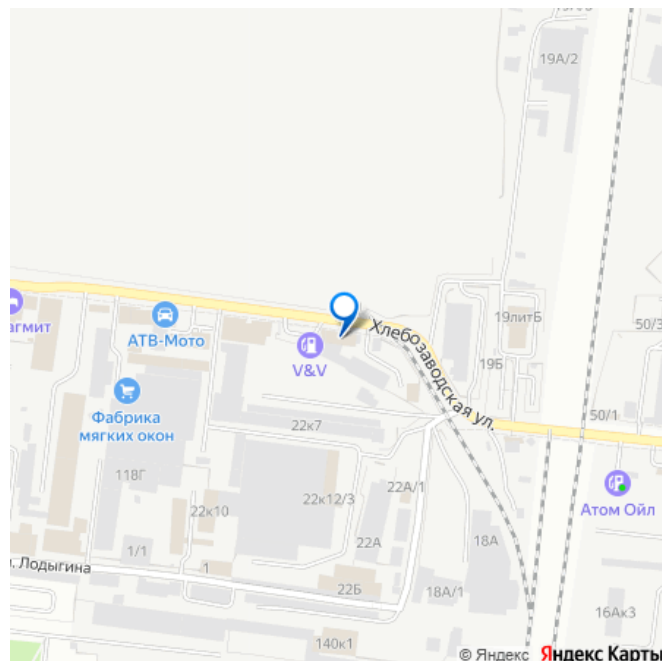 19А/2
19литБ
50/3
Хлебозаводская ул.
агмит
АТВ-Мото
V&V
19Б
Фабрика
мягких окон
22к7
50/1
118Г
22А/1
Атом Ойл
22к10
22к12/3
22А
18А
1/1
1
. Лодыгина
22Б
18А/1
16Ак3
140к1
© Яндекс Яндекс Карты